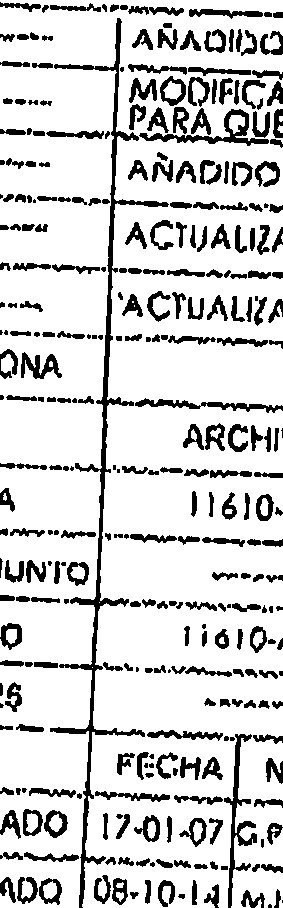 AÑADIDO
MODIFICA
PARA QUE
AÑADIDO
ACTUALIZA
ACTUALIZA
ONA
ARCHI
A 11610-
JUNTO
O 11610-A
FECHA N
ADO 17-01-07 G.P
ADO 08-10-14 M.J